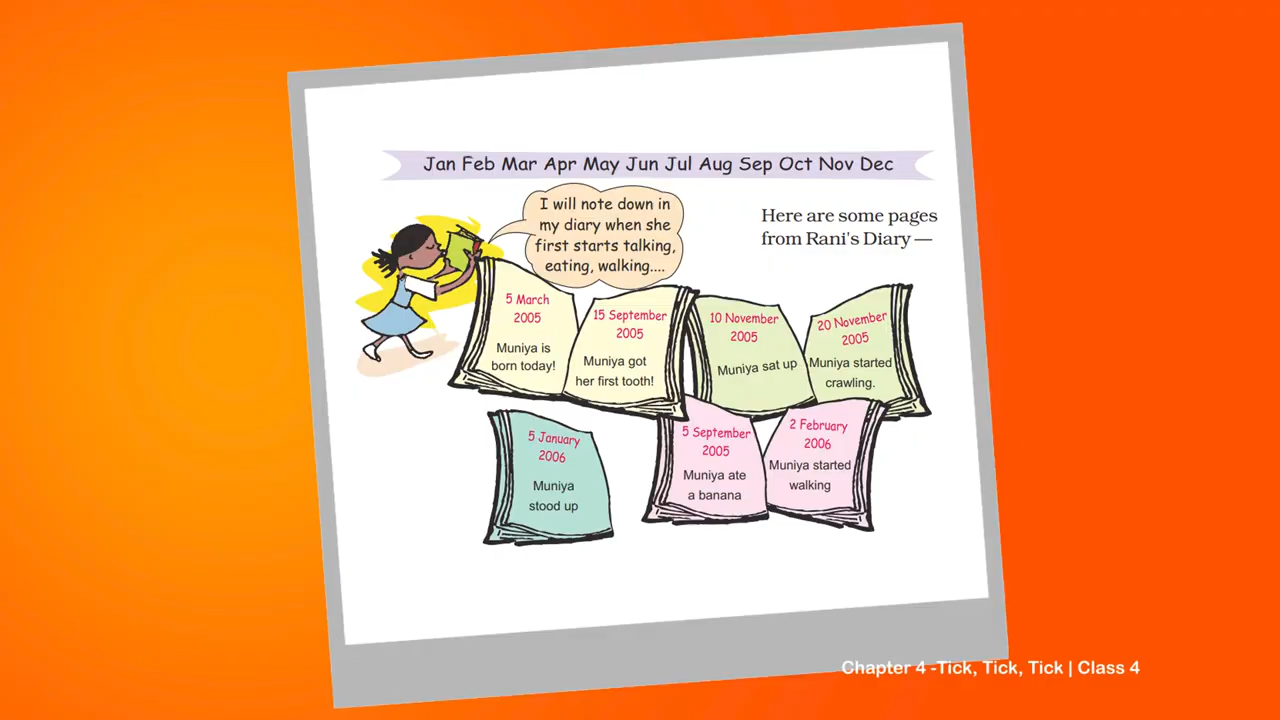 Jan Feb Mar Apr May Jun Jul Aug Sep Oct Nov Dec
I will note down in
my diary when she
first starts talking,
eating, walking....
Here are some pages
from Rani's Diary —
5 March
2005
Muniya is
born today!
15 September
2005
Muniya got
her first tooth!
10 November
2005
Muniya sat up
20 November
2005
Muniya started
crawling.
5 January
2006
Muniya
stood up
5 September
2005
Muniya ate
a banana
2 February
2006
Muniya started
walking
Chapter 4 -Tick, Tick, Tick | Class 4